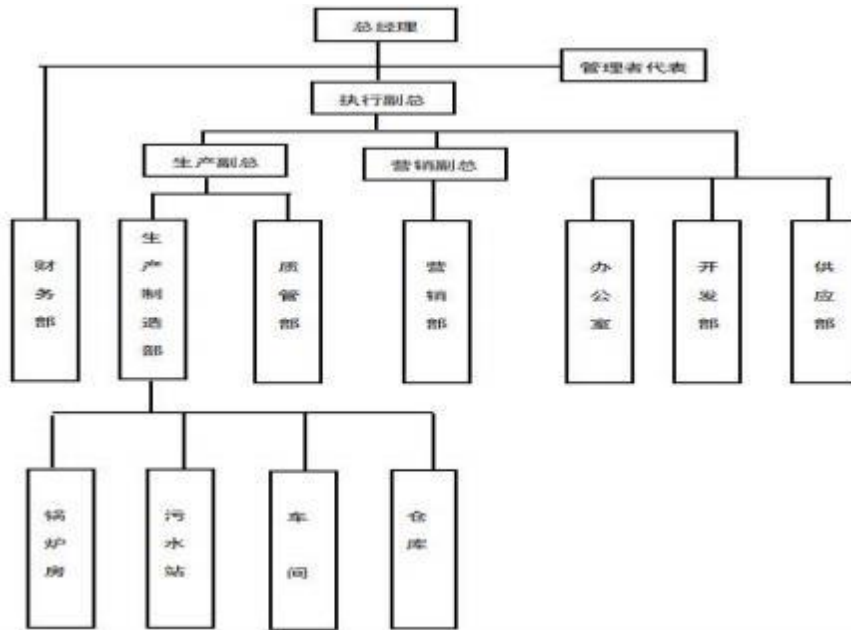 总经理
管理者代表
执行副总
生产副总
营销副总
财务部
生产制造部
质管部
营销部
办公室
开发部
供应部
锅炉房
污水站
车间
仓库